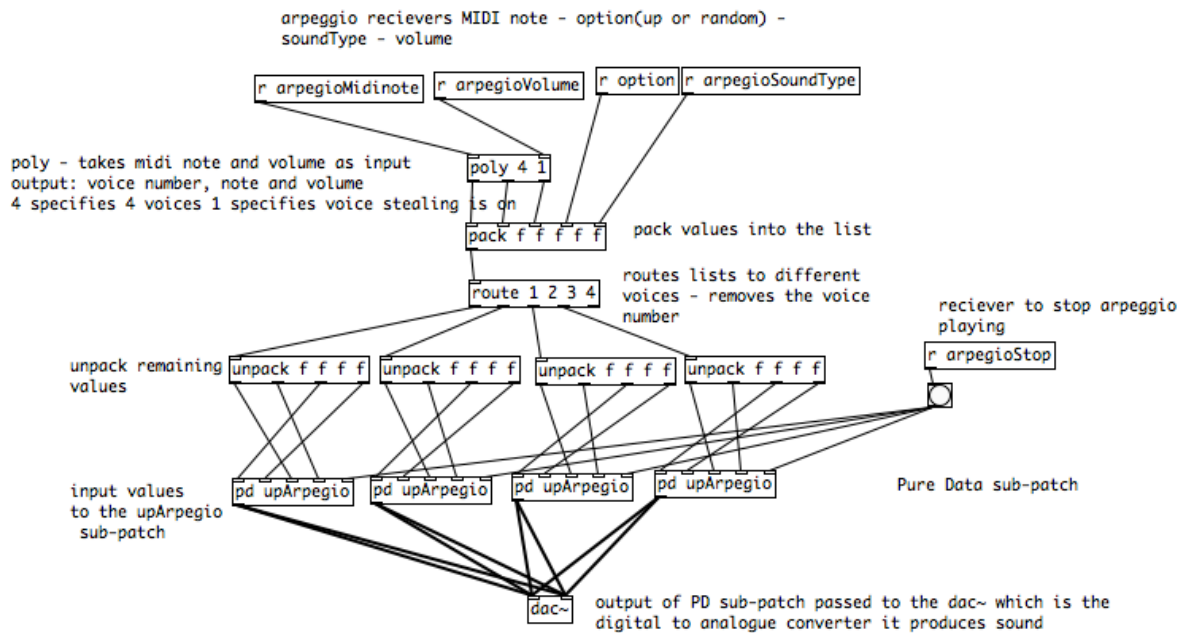 arpeggio recievers MIDI note - option(up or random) -
soundType - volume
r arpegioMidinote
r arpegioVolume
r option
r arpegioSoundType
poly - takes midi note and volume as input
output: voice number, note and volume
4 specifies 4 voices 1 specifies voice stealing is on
poly 4 1
pack f f f f f
pack values into the list
route 1 2 3 4
routes lists to different
voices - removes the voice
number
reciever to stop arpeggio
playing
r arpegioStop
unpack remaining
values
unpack f f f f
unpack f f f f
unpack f f f f
unpack f f f f
input values
to the upArpegio
sub-patch
pd upArpegio
pd upArpegio
pd upArpegio
pd upArpegio
Pure Data sub-patch
dac~
output of PD sub-patch passed to the dac~ which is the
digital to analogue converter it produces sound